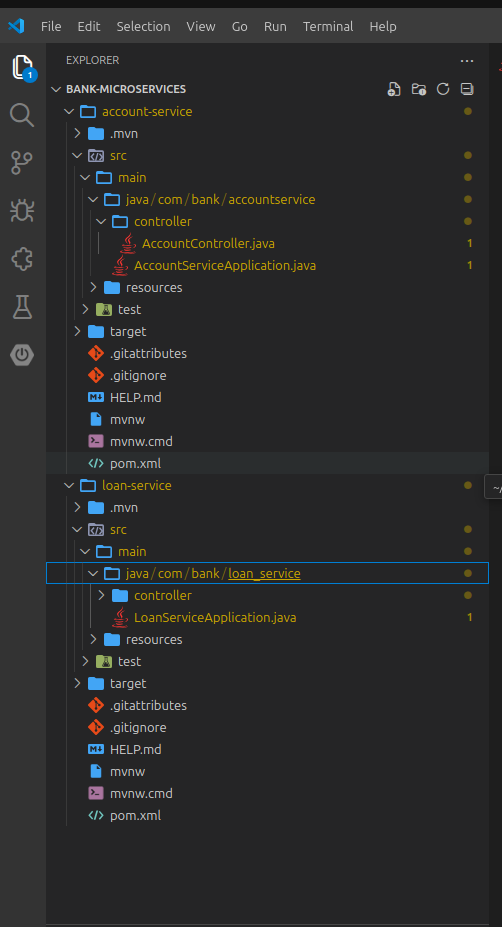 File Edit Selection View Go Run Terminal Help
EXPLORER
1
BANK-MICROSERVICES
account-service
.mvn
src
main
java/com/bank/accountservice
controller
AccountController.java 1
AccountServiceApplication.java 1
resources
test
target
.gitattributes
.gitignore
HELP.md
mvnw
mvnw.cmd
pom.xml
loan-service
~/
.mvn
src
main
java/com/bank/loan_service
controller
LoanServiceApplication.java 1
resources
test
target
.gitattributes
.gitignore
HELP.md
mvnw
mvnw.cmd
pom.xml